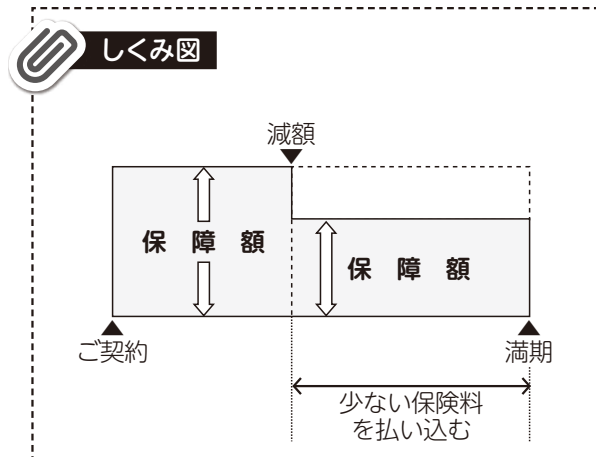 しくみ図
減額
保障額
保障額
ご契約
満期
少ない保険料
を払い込む